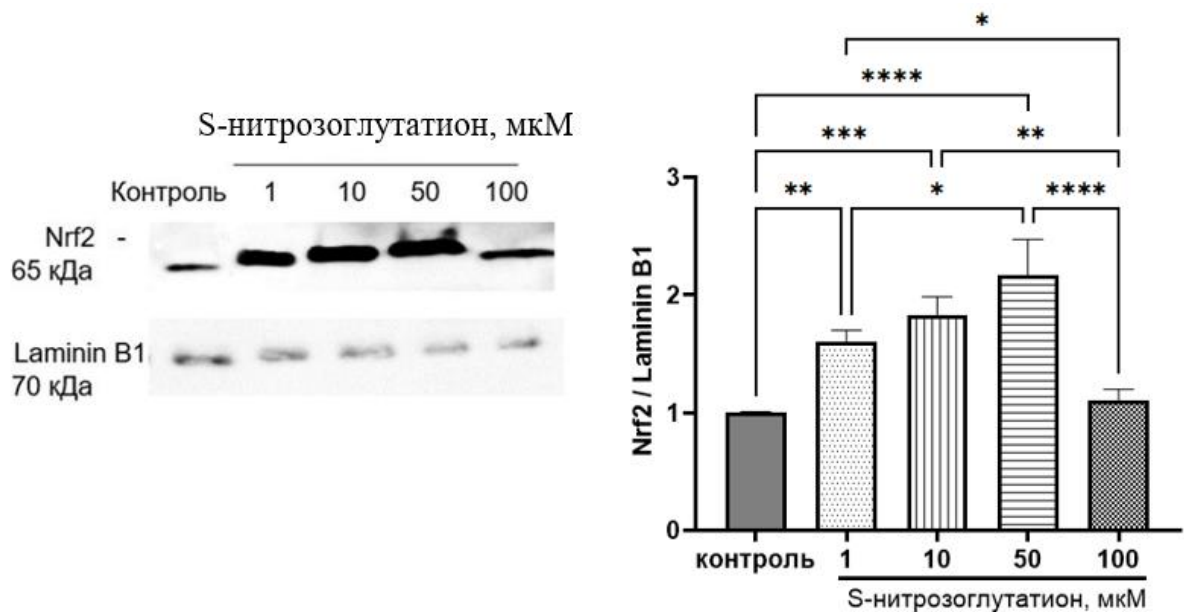 S-нитрозоглутатион, мкМ
Контроль 1 10 50 100
Nrf2 -
65 кДа
Laminin B1
70 кДа
*
****
*** **
** * ****
Nrf2 / Laminin B1
3
2
1
0
контроль 1 10 50 100
S-нитрозоглутатион, мкМ